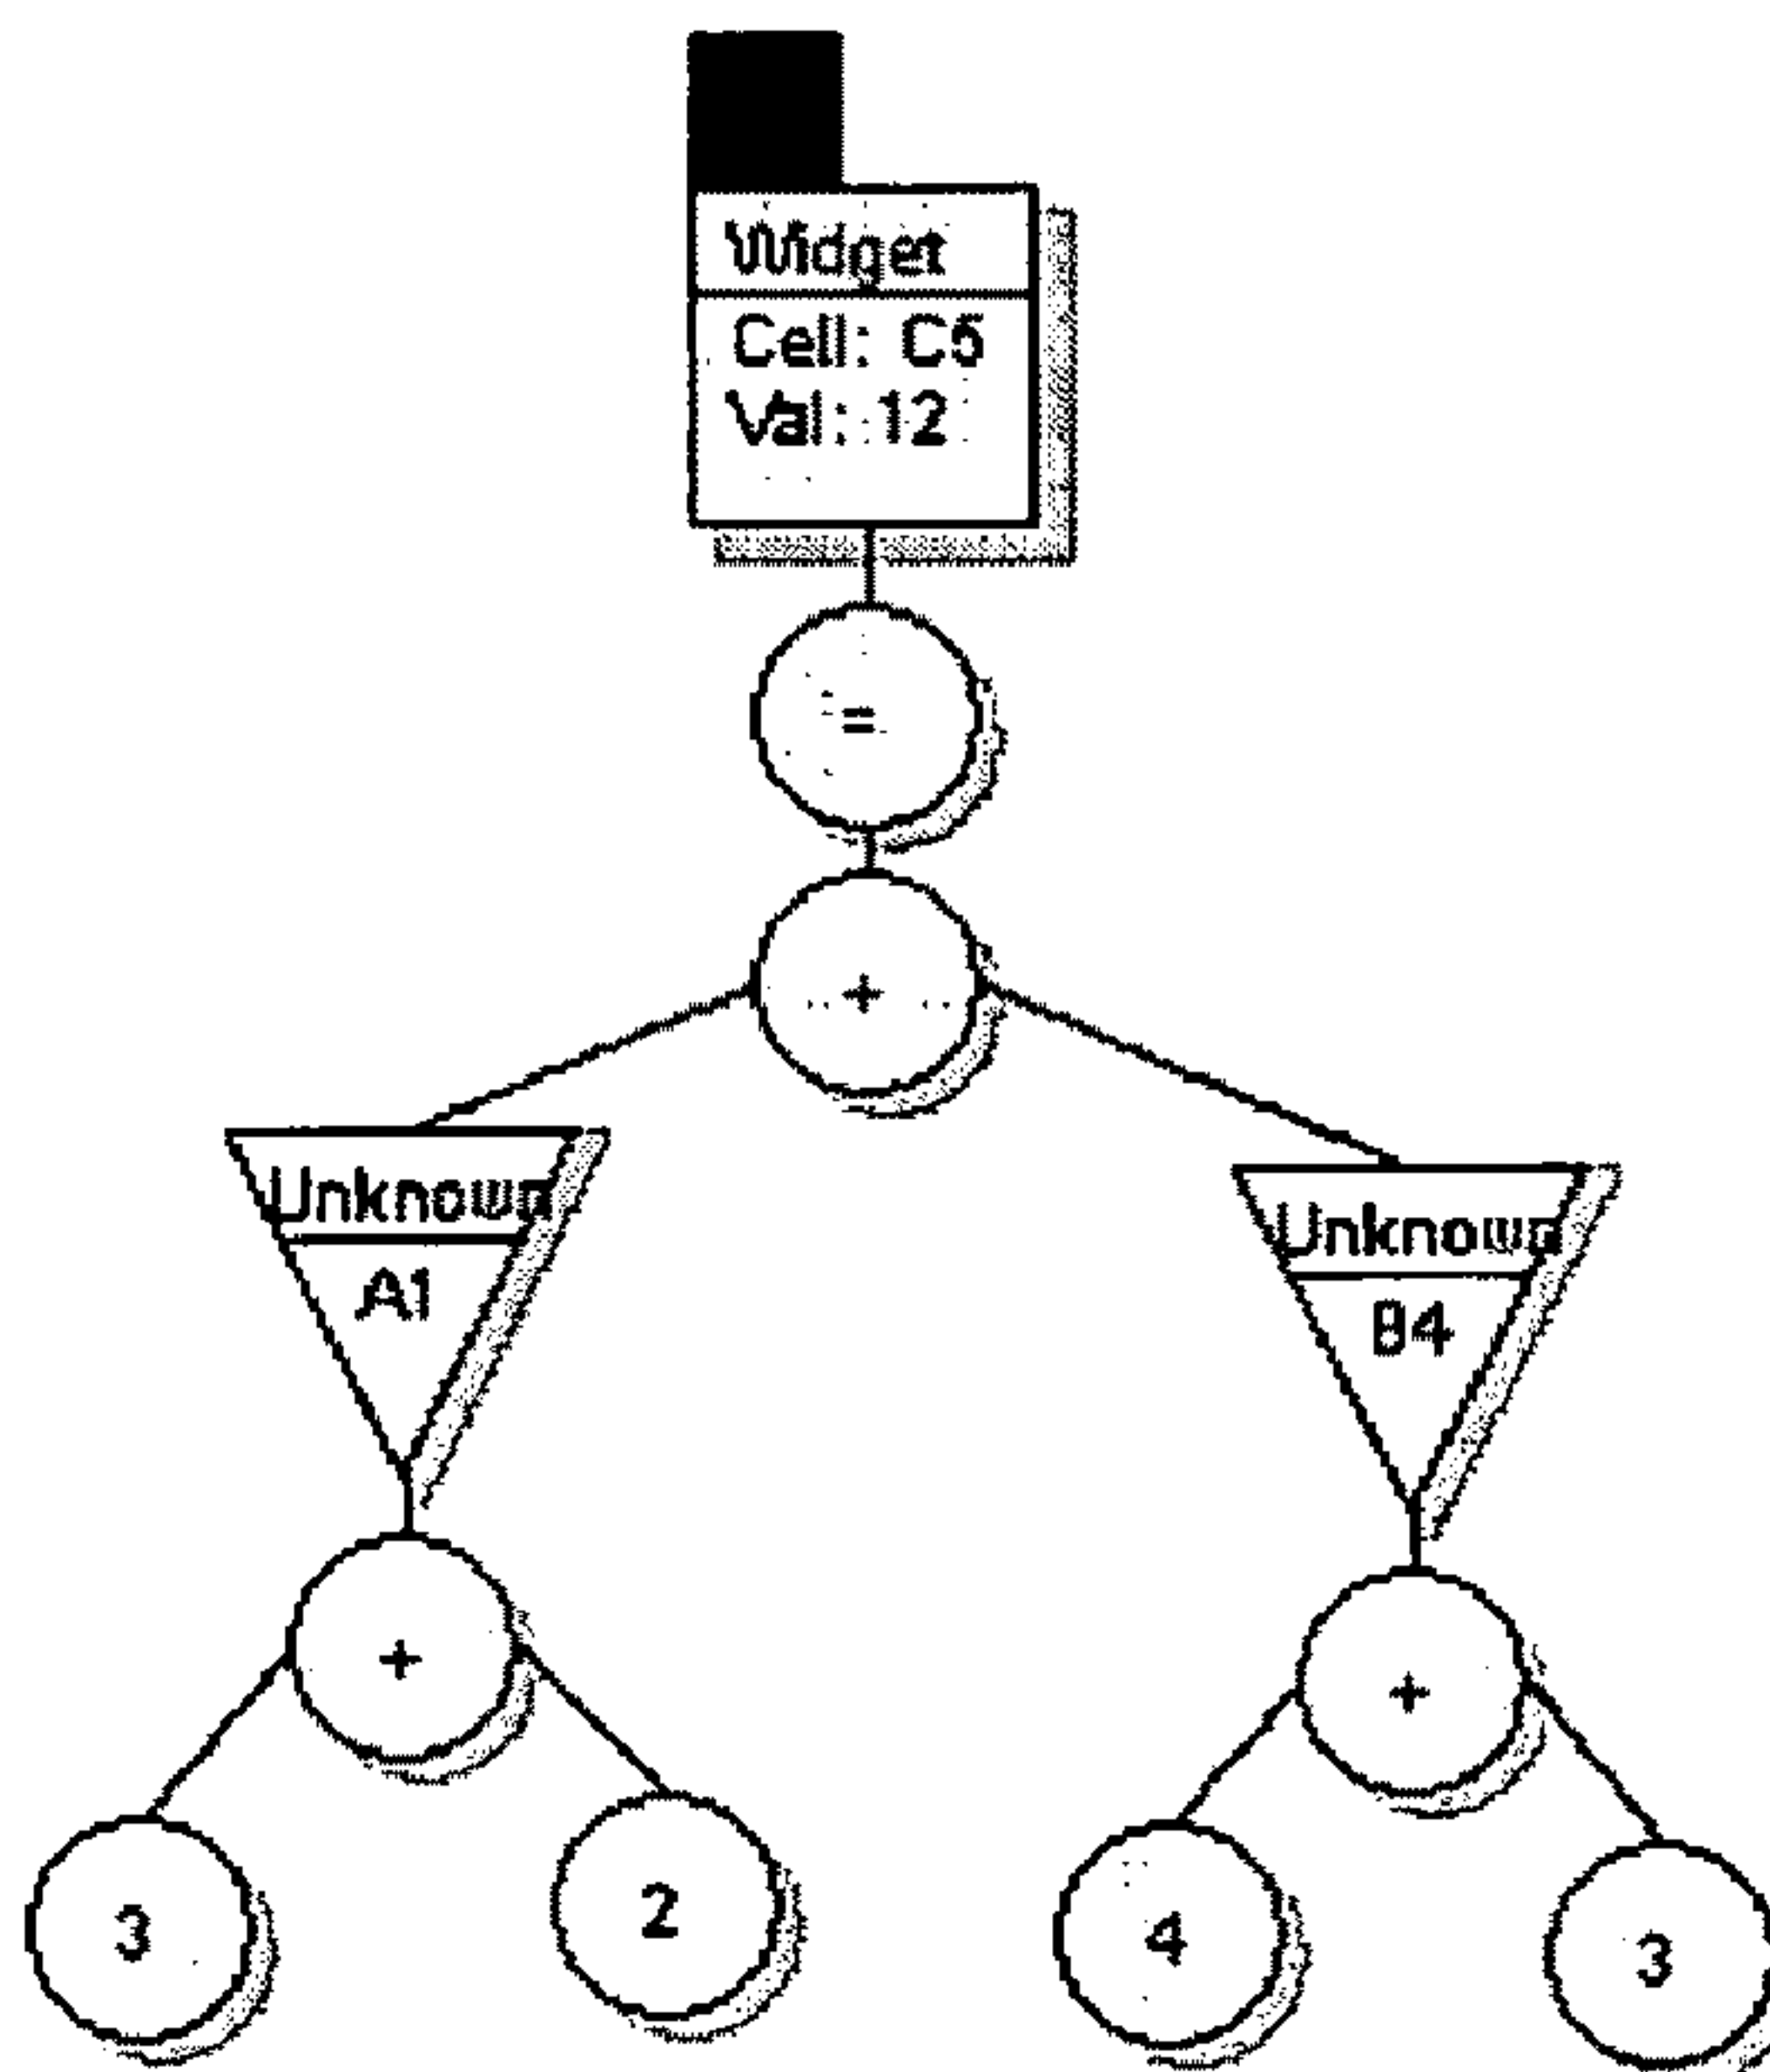 Widget
Cell: C5
Val: 12
=
+
Unknown
A1
Unknown
B4
+
+
3
2
4
3